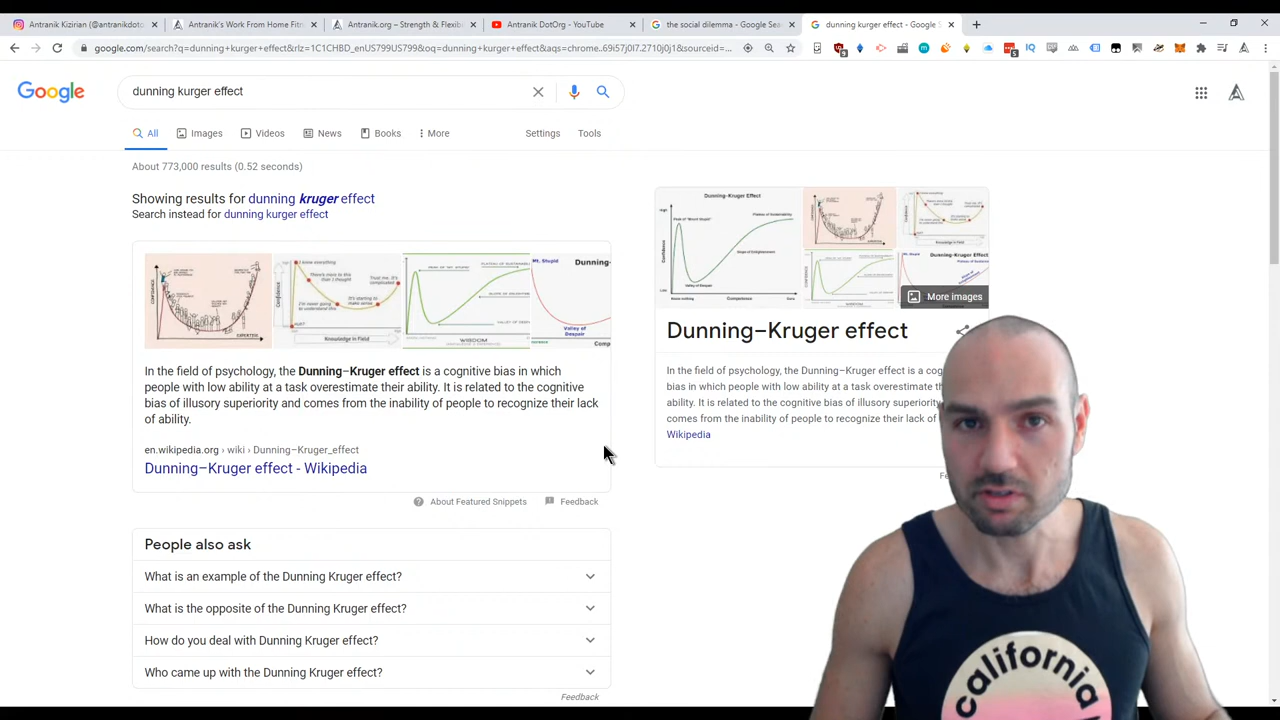 Antranik Kizirian (@antranikdoto
Antranik's Work From Home Fitn
Antranik.org – Strength & Flexibi
Antranik DotOrg - YouTube
the social dilemma - Google Sea
dunning kurger effect - Google S
google.com/search?q=dunning+kurger+effect&rlz=1C1CHBD_enUS799US799&oq=dunning+kurger+effect&aqs=chrome..69i57j0l7.2710j0j1&sourceid=...
Google
dunning kurger effect
All
Images
Videos
News
Books
More
Settings
Tools
About 773,000 results (0.52 seconds)
Showing results for dunning kruger effect
Search instead for dunning kurger effect
In the field of psychology, the Dunning–Kruger effect is a cognitive bias in which
people with low ability at a task overestimate their ability. It is related to the cognitive
bias of illusory superiority and comes from the inability of people to recognize their lack
of ability.
en.wikipedia.org › wiki › Dunning–Kruger_effect
Dunning–Kruger effect - Wikipedia
About Featured Snippets
Feedback
People also ask
What is an example of the Dunning Kruger effect?
What is the opposite of the Dunning Kruger effect?
How do you deal with Dunning Kruger effect?
Who came up with the Dunning Kruger effect?
Feedback
Dunning–Kruger Effect
More images
Dunning–Kruger effect
In the field of psychology, the Dunning–Kruger effect is a cog
bias in which people with low ability at a task overestimate th
ability. It is related to the cognitive bias of illusory superiority
comes from the inability of people to recognize their lack of
Wikipedia
california